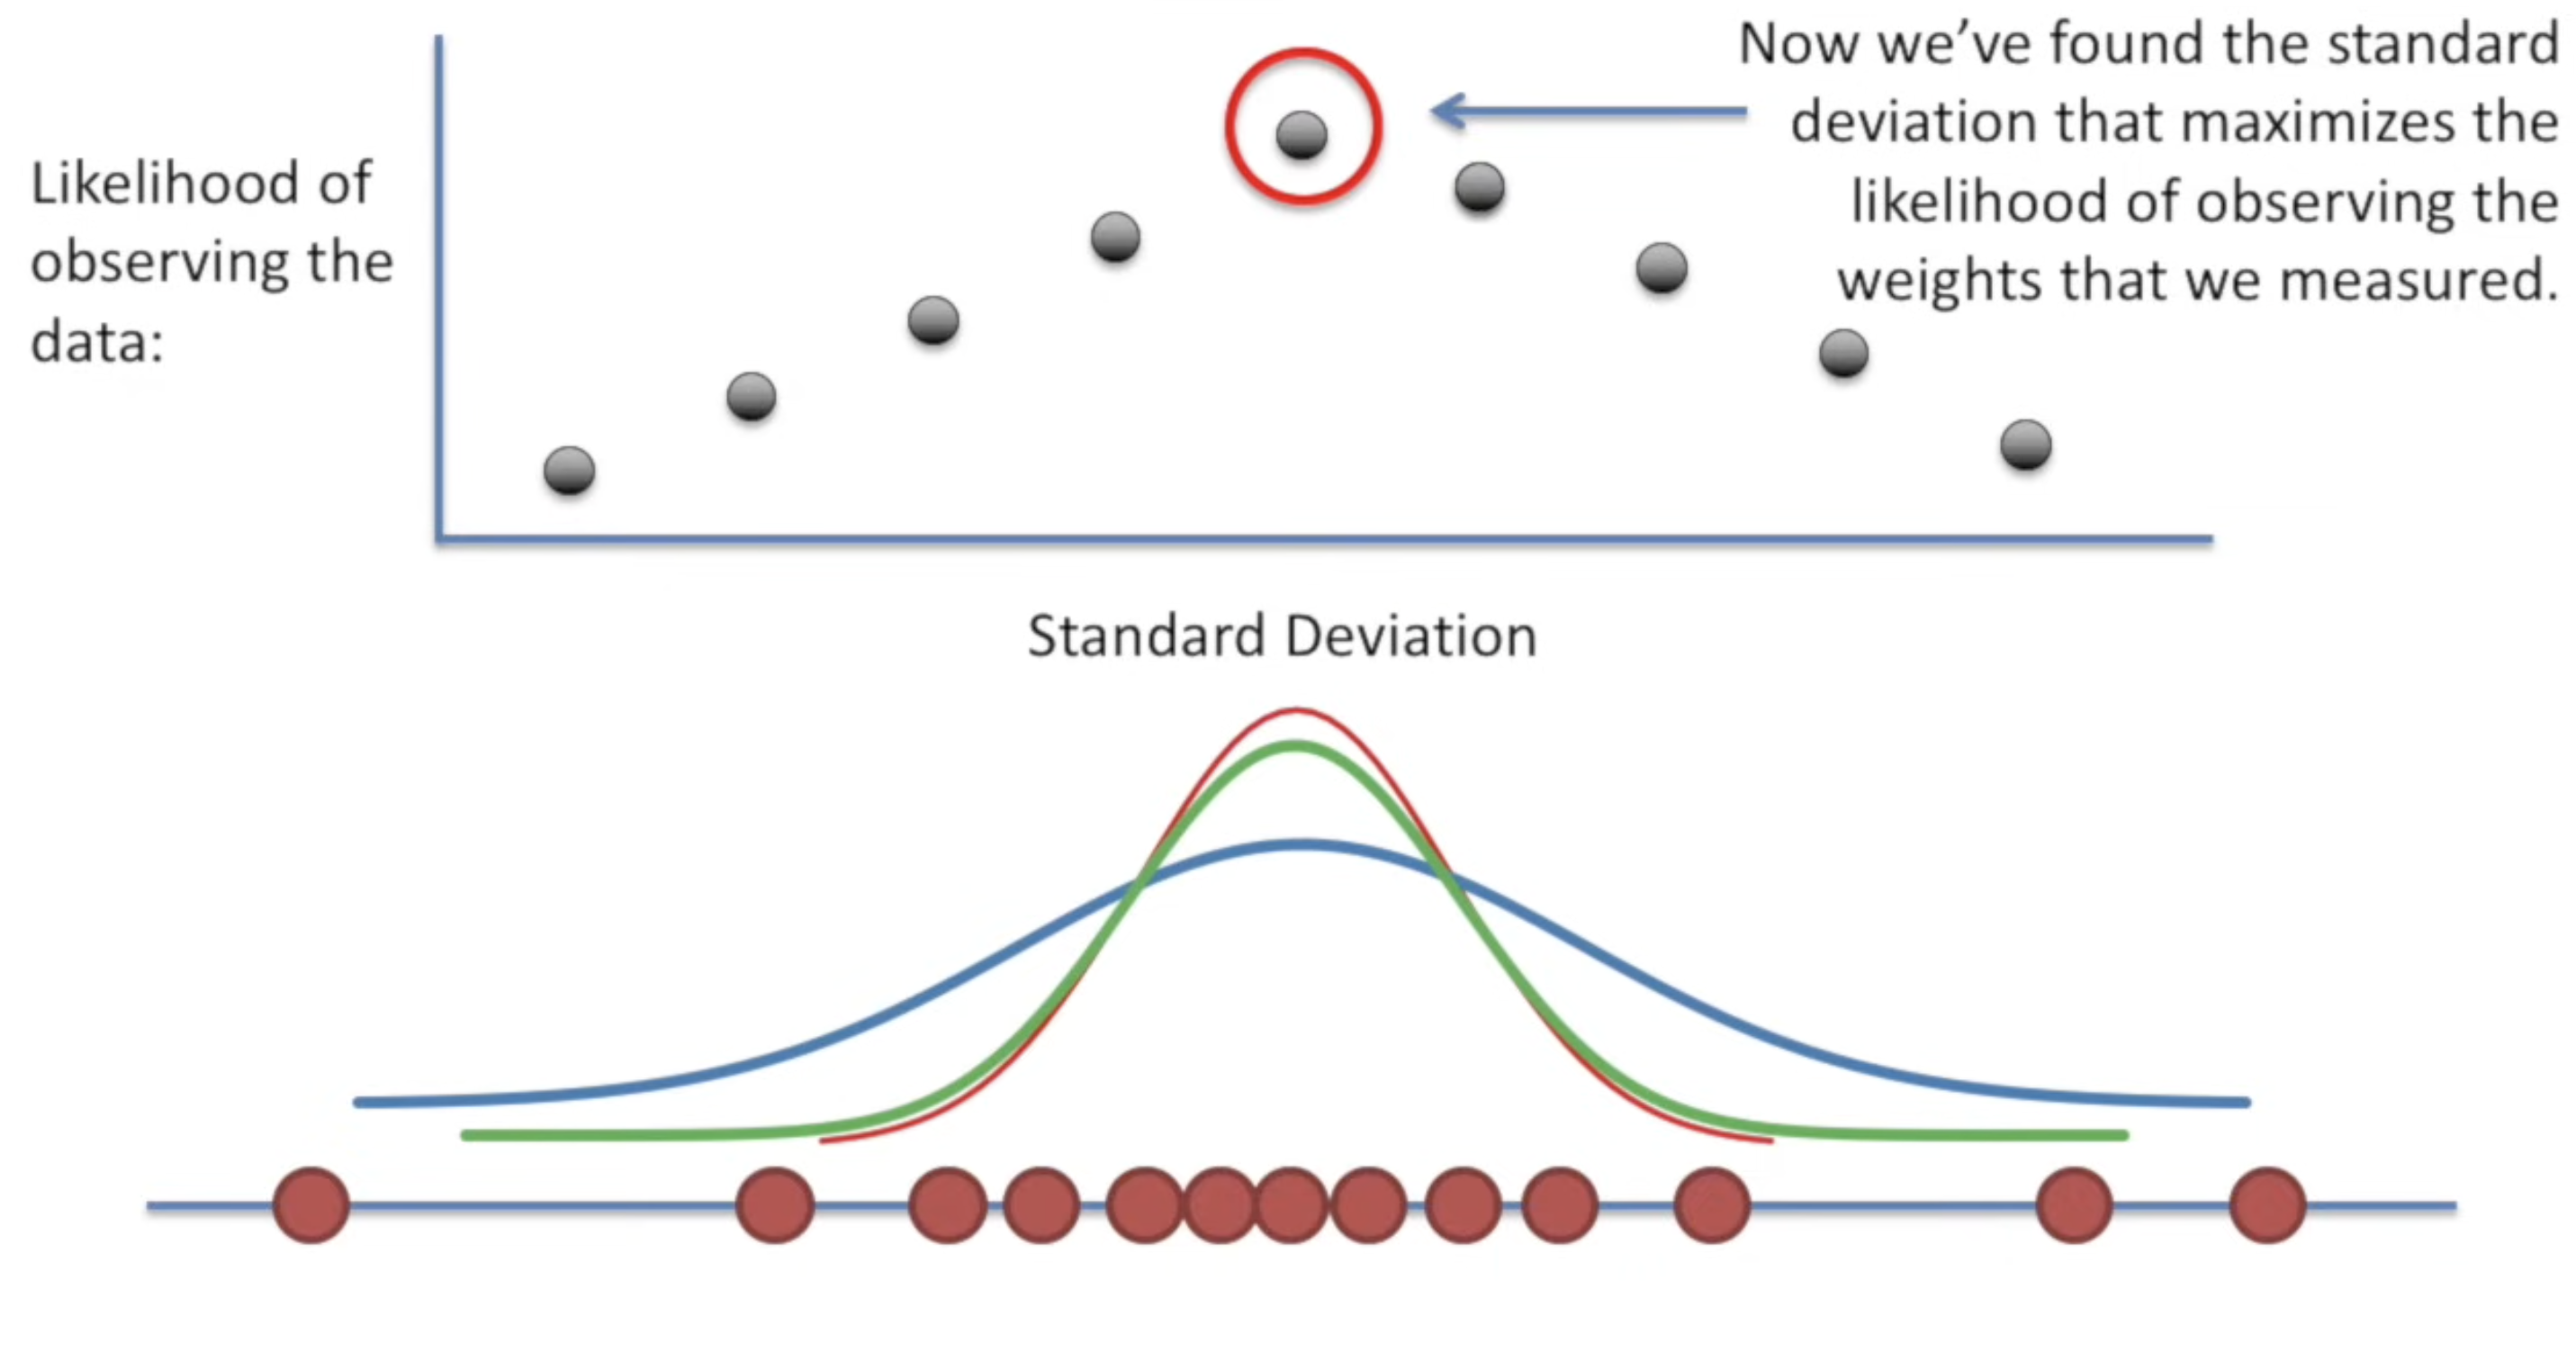 Now we’ve found the standard
deviation that maximizes the
likelihood of observing the
weights that we measured.
Likelihood of
observing the
data:
Standard Deviation